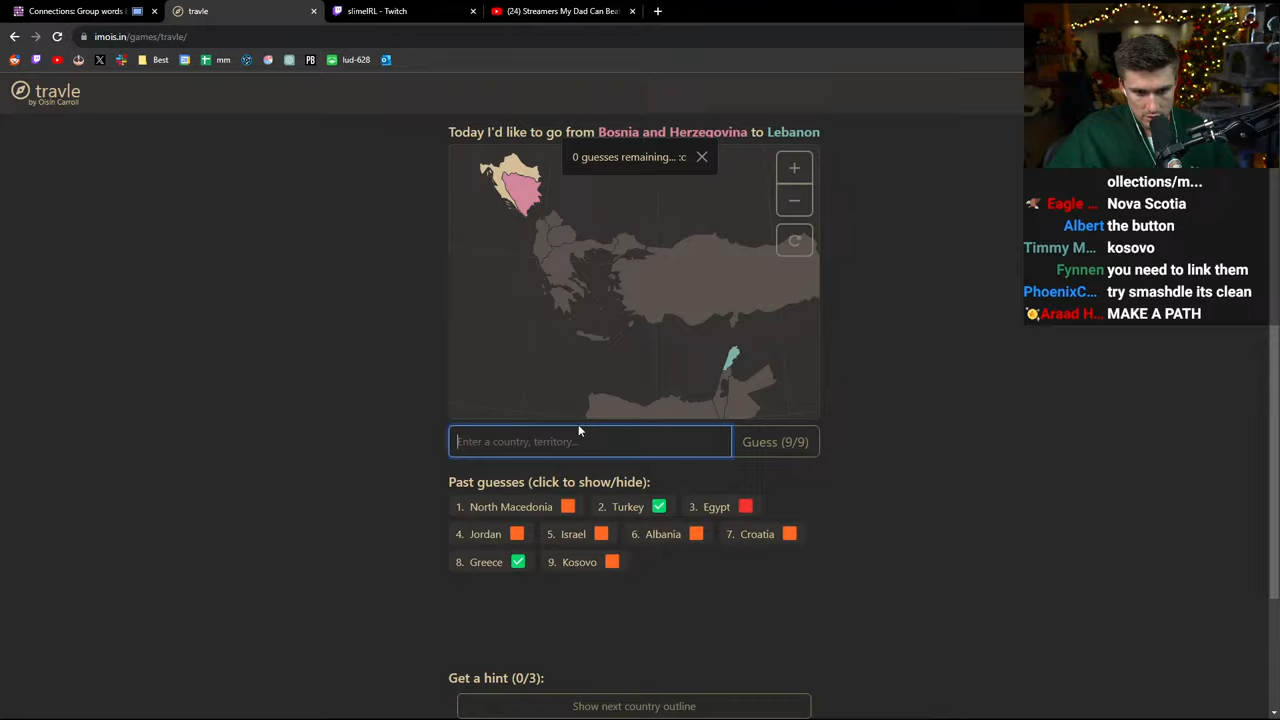 Connections: Group words
travle
slimeIRL - Twitch
(24) Streamers My Dad Can Bea
imois.in/games/travle/
Best
mm
PB
lud-628
travle
by Oisín Carroll
Today I'd like to go from Bosnia and Herzegovina to Lebanon
0 guesses remaining... :c
Enter a country, territory...
Guess (9/9)
Past guesses (click to show/hide):
1. North Macedonia
2. Turkey
3. Egypt
4. Jordan
5. Israel
6. Albania
7. Croatia
8. Greece
9. Kosovo
Get a hint (0/3):
Show next country outline
ollections/m...
Eagle ... Nova Scotia
Albert the button
Timmy M... kosovo
Fynnen you need to link them
PhoenixC... try smashdle its clean
Araad H... MAKE A PATH